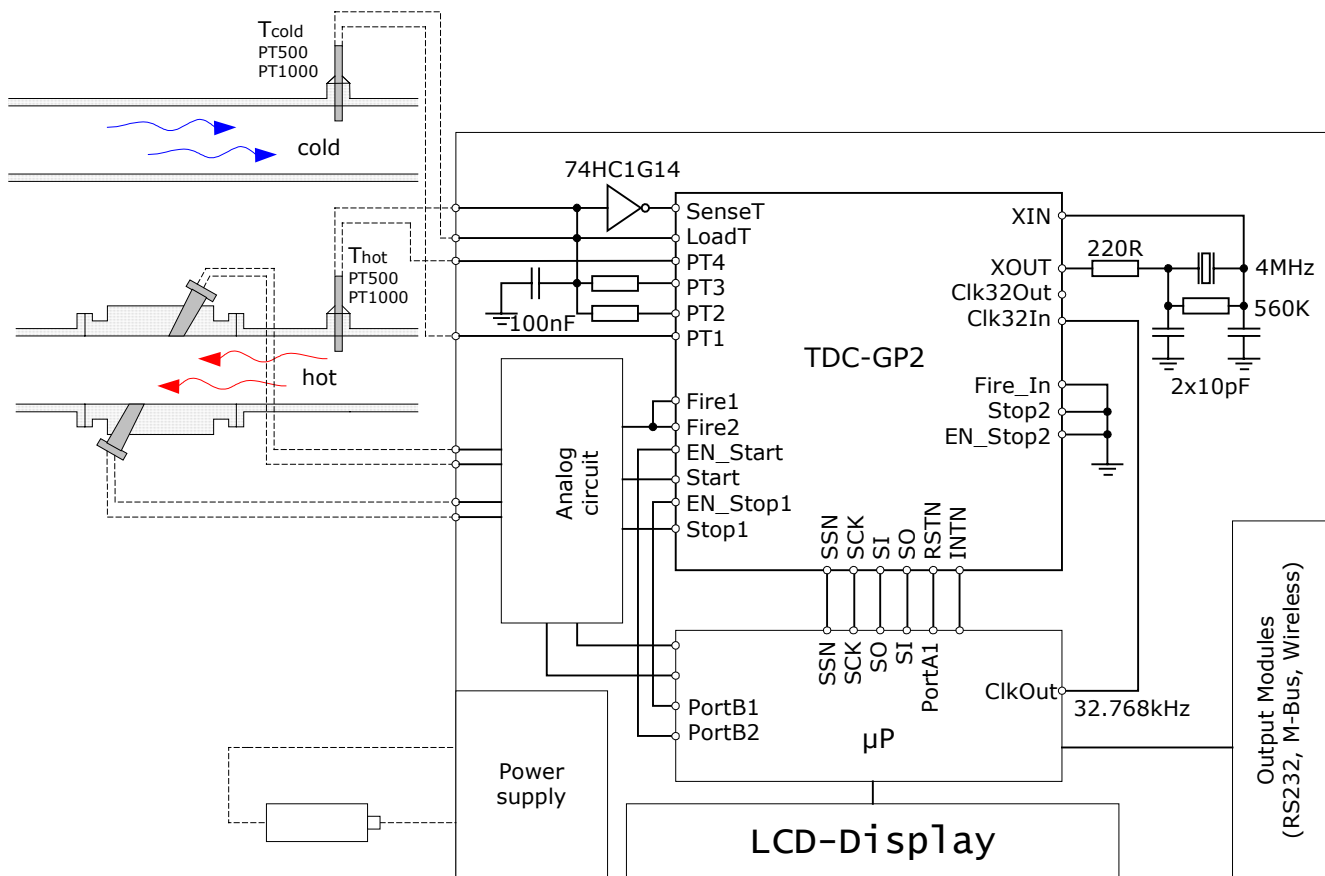 Tcold
PT500
PT1000
cold
Thot
PT500
PT1000
hot
74HC1G14
100nF
SenseT
LoadT
PT4
PT3
PT2
PT1
Fire1
Fire2
EN_Start
Start
EN_Stop1
Stop1
TDC-GP2
XIN
XOUT
Clk32Out
Clk32In
Fire_In
Stop2
EN_Stop2
220R
4MHz
560K
2x10pF
Analog
circuit
SSN
SCK
SI
SO
RSTN
INTN
SSN
SCK
SO
SI
PortA1
PortB1
PortB2
µP
ClkOut
32.768kHz
Power
supply
LCD-Display
Output Modules
(RS232, M-Bus, Wireless)